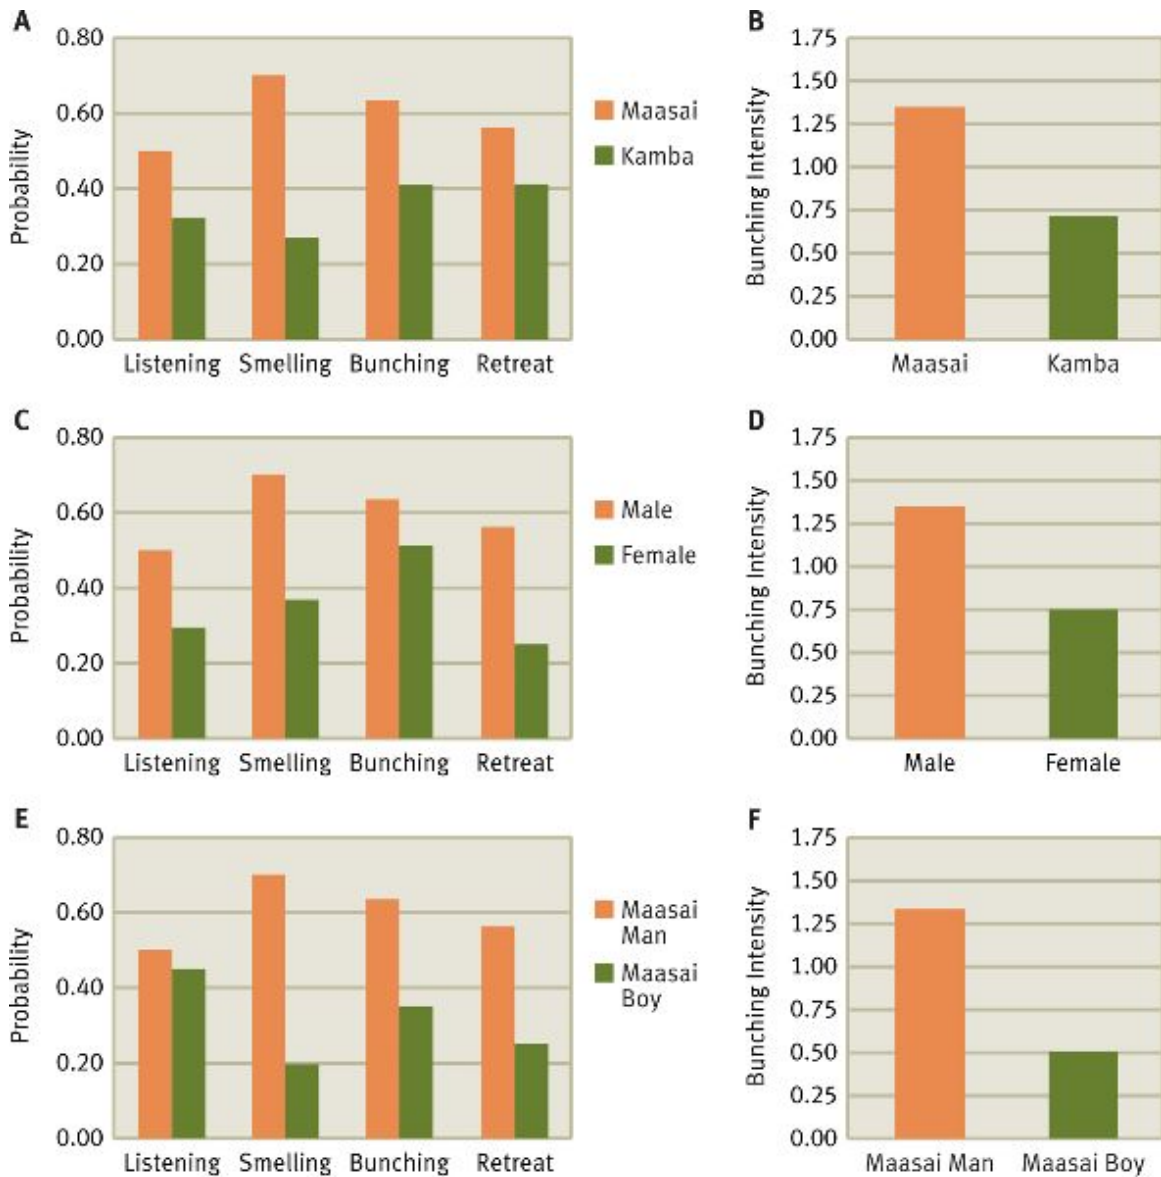 A
Probability
0.80
0.60
0.40
0.20
0.00
Listening Smelling Bunching Retreat
Maasai
Kamba
B
Bunching Intensity
1.75
1.50
1.25
1.00
0.75
0.50
0.25
0.00
Maasai Kamba
C
Probability
0.80
0.60
0.40
0.20
0.00
Listening Smelling Bunching Retreat
Male
Female
D
Bunching Intensity
1.75
1.50
1.25
1.00
0.75
0.50
0.25
0.00
Male Female
E
Probability
0.80
0.60
0.40
0.20
0.00
Listening Smelling Bunching Retreat
Maasai
Man
Maasai
Boy
F
Bunching Intensity
1.75
1.50
1.25
1.00
0.75
0.50
0.25
0.00
Maasai Man Maasai Boy